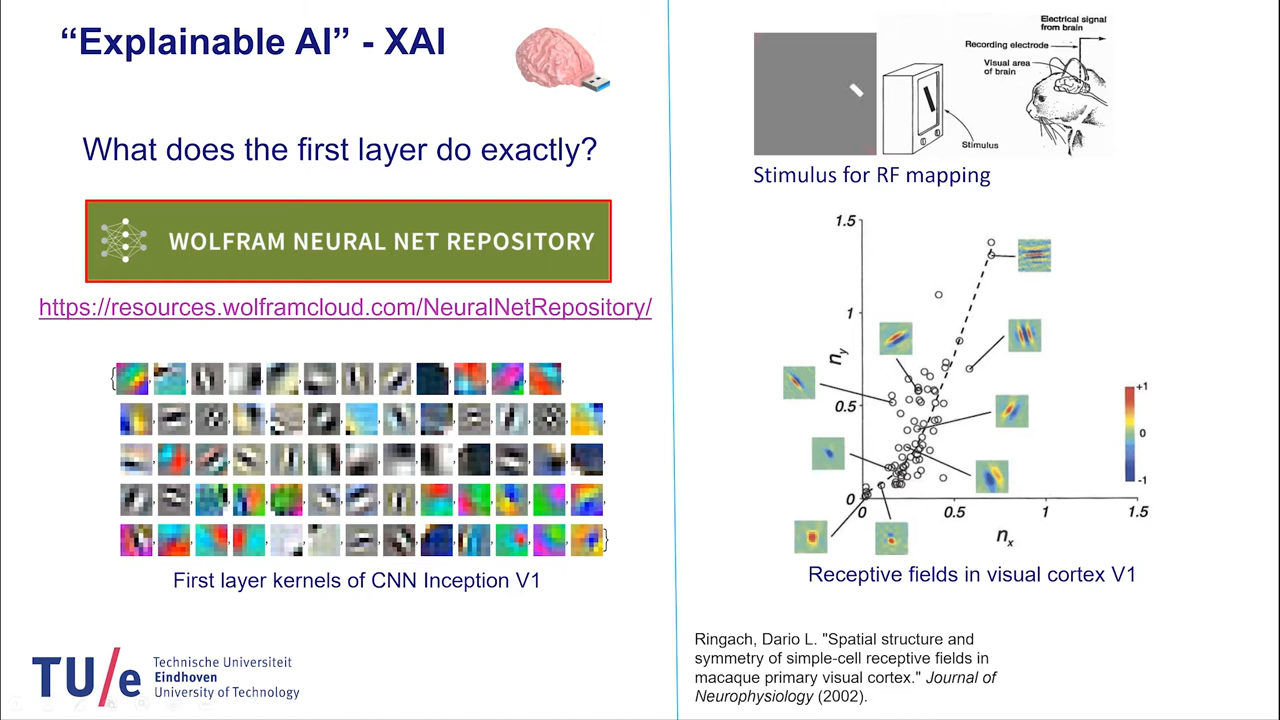 “Explainable AI” - XAI
What does the first layer do exactly?
WOLFRAM NEURAL NET REPOSITORY
https://resources.wolframcloud.com/NeuralNetRepository/
First layer kernels of CNN Inception V1
TU/e
Technische Universiteit
Eindhoven
University of Technology
Electrical signal
from brain
Recording electrode
Visual area
of brain
Stimulus
Stimulus for RF mapping
1.5
1
0.5
0
ny
0
0.5
1
1.5
nx
+1
0
-1
Receptive fields in visual cortex V1
Ringach, Dario L. "Spatial structure and
symmetry of simple-cell receptive fields in
macaque primary visual cortex." Journal of
Neurophysiology (2002).